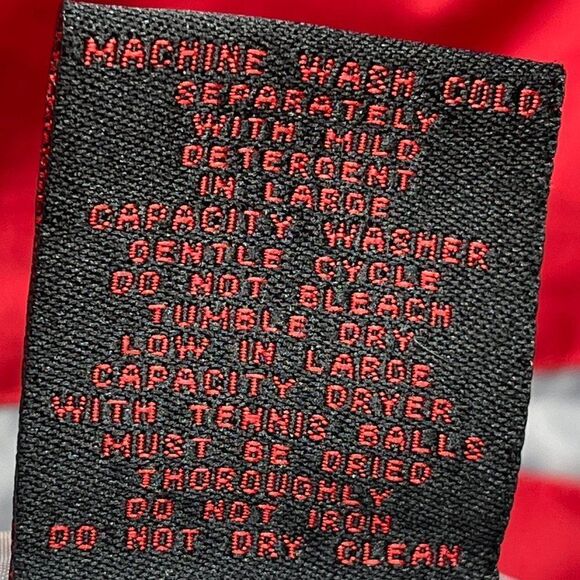 MACHINE WASH COLD
SEPARATELY
WITH MILD
DETERGENT
IN LARGE
CAPACITY WASHER
GENTLE CYCLE
DO NOT BLEACH
TUMBLE DRY
LOW IN LARGE
CAPACITY DRYER
WITH TENNIS BALLS
MUST BE DRIED
THOROUGHLY
DO NOT IRON
DO NOT DRY CLEAN